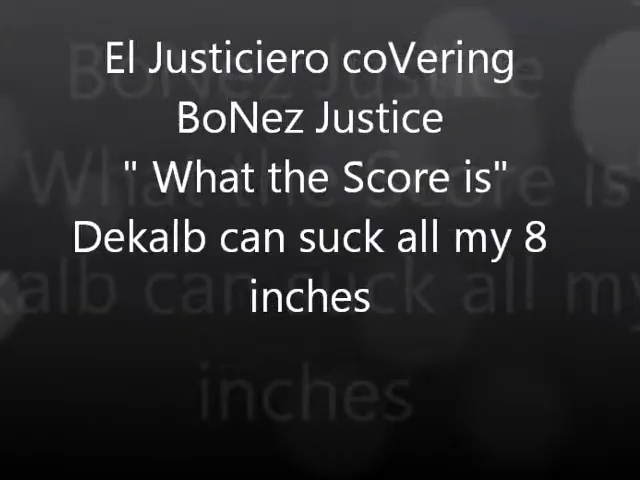 El Justiciero coVering
BoNez Justice
" What the Score is"
Dekalb can suck all my 8
inches